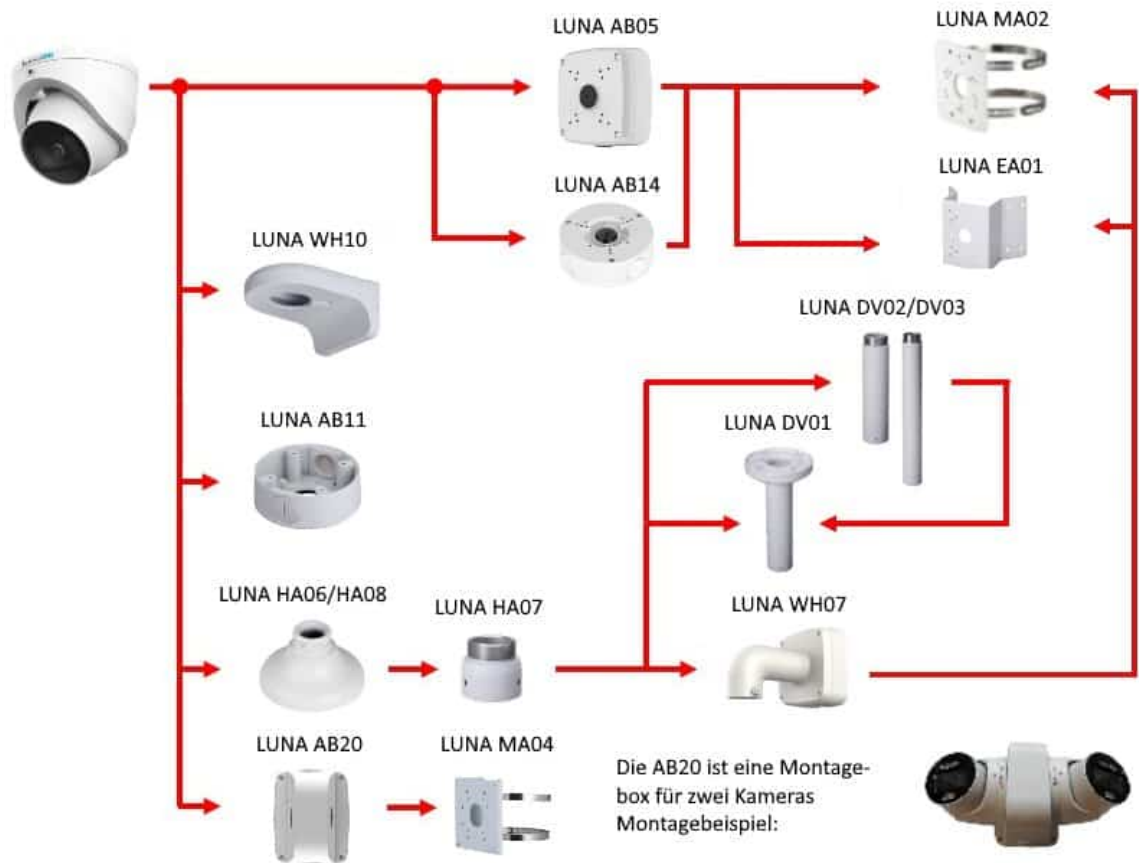 LUNA AB05
LUNA MA02
LUNA AB14
LUNA EA01
LUNA WH10
LUNA DV02/DV03
LUNA AB11
LUNA DV01
LUNA HA06/HA08
LUNA HA07
LUNA WH07
LUNA AB20
LUNA MA04
Die AB20 ist eine Montage-
box für zwei Kameras
Montagebeispiel: